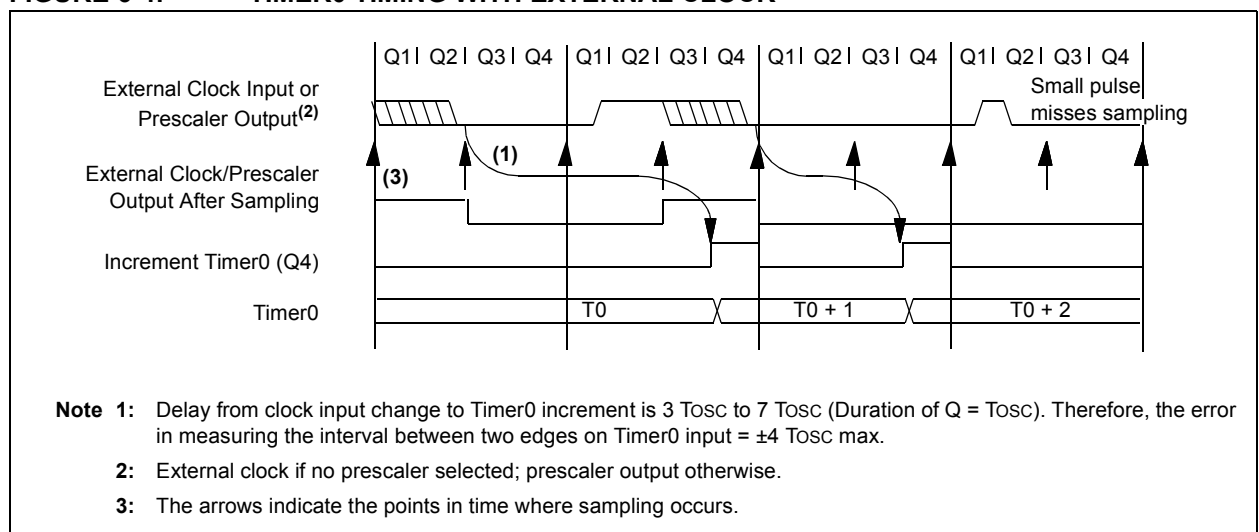 FIGURE TIMER0 TIMING WITH EXTERNAL CLOCK
Q1| Q2| Q3| Q4 Q1| Q2| Q3| Q4 Q1| Q2| Q3| Q4 Q1| Q2| Q3| Q4
External Clock Input or
Prescaler Output(2)
Small pulse
misses sampling
(1)
External Clock/Prescaler
Output After Sampling
(3)
Increment Timer0 (Q4)
Timer0 T0 T0 + 1 T0 + 2
Note 1: Delay from clock input change to Timer0 increment is 3 TOSC to 7 TOSC (Duration of Q = TOSC). Therefore, the error
in measuring the interval between two edges on Timer0 input = ±4 TOSC max.
2: External clock if no prescaler selected; prescaler output otherwise.
3: The arrows indicate the points in time where sampling occurs.